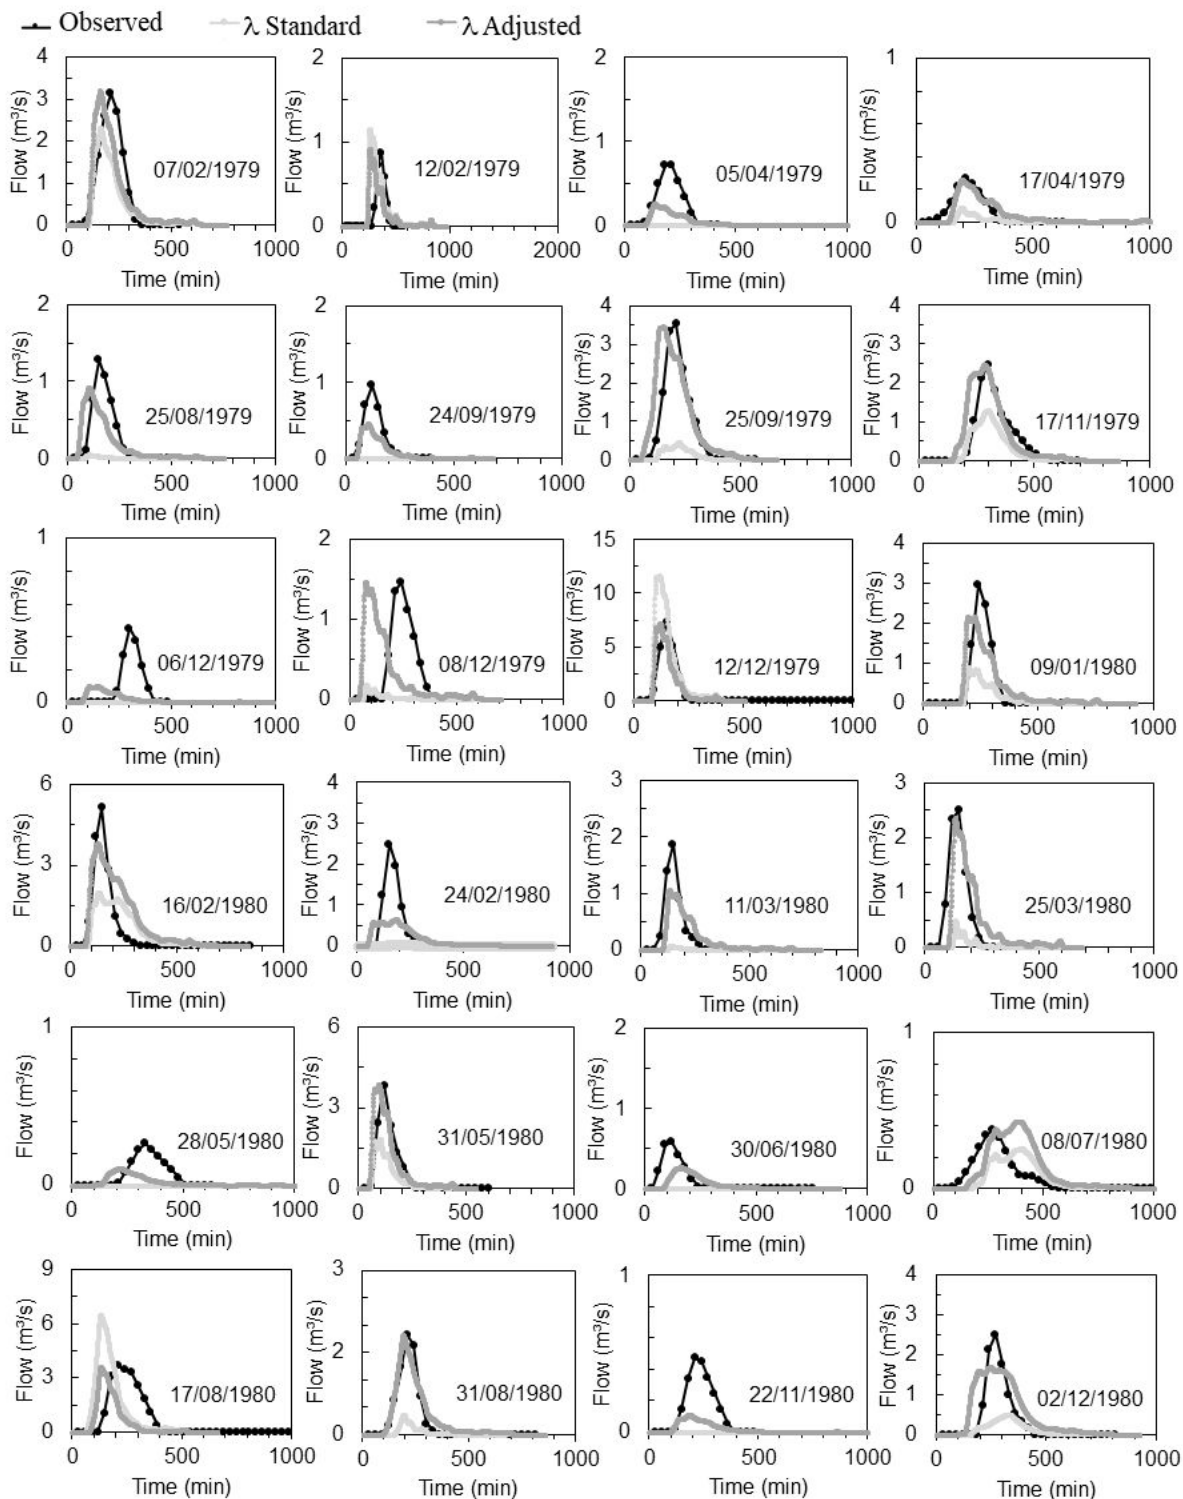 Observed λ Standard λ Adjusted
4 2 2 1
3
2 1 1
1
0 0 0 0
0 500 1000 0 1000 2000 0 500 1000 0 500 1000
Flow (m³/s) Flow (m³/s) Flow (m³/s) Flow (m³/s)
07/02/1979 12/02/1979 05/04/1979 17/04/1979
Time (min) Time (min) Time (min) Time (min)
2 2 4 4
3 3
1 1 2 2
1 1
0 0 0 0
0 500 1000 0 500 1000 0 500 1000 0 500 1000
Flow (m³/s) Flow (m³/s) Flow (m³/s) Flow (m³/s)
25/08/1979 24/09/1979 25/09/1979 17/11/1979
Time (min) Time (min) Time (min) Time (min)
1 2 15 4
10 3
1 2
5 1
0 0 0 0
0 500 1000 0 500 1000 0 500 1000 0 500 1000
Flow (m³/s) Flow (m³/s) Flow (m³/s) Flow (m³/s)
06/12/1979 08/12/1979 12/12/1979 09/01/1980
Time (min) Time (min) Time (min) Time (min)
6 4 3 3
3 2 2
3 2
1 1 1
0 0 0 0
0 500 1000 0 500 1000 0 500 1000 0 500 1000
Flow (m³/s) Flow (m³/s) Flow (m³/s) Flow (m³/s)
16/02/1980 24/02/1980 11/03/1980 25/03/1980
Time (min) Time (min) Time (min) Time (min)
1 6 2 1
3 1
0 0 0 0
0 500 1000 0 500 1000 0 500 1000 0 500 1000
Flow (m³/s) Flow (m³/s) Flow (m³/s) Flow (m³/s)
28/05/1980 31/05/1980 30/06/1980 08/07/1980
Time (min) Time (min) Time (min) Time (min)
9 3 1 4
6 2 3
3 2
1
0 0 0 0
0 500 1000 0 500 1000 0 500 1000 0 500 1000
Flow (m³/s) Flow (m³/s) Flow (m³/s) Flow (m³/s)
17/08/1980 31/08/1980 22/11/1980 02/12/1980
Time (min) Time (min) Time (min) Time (min)